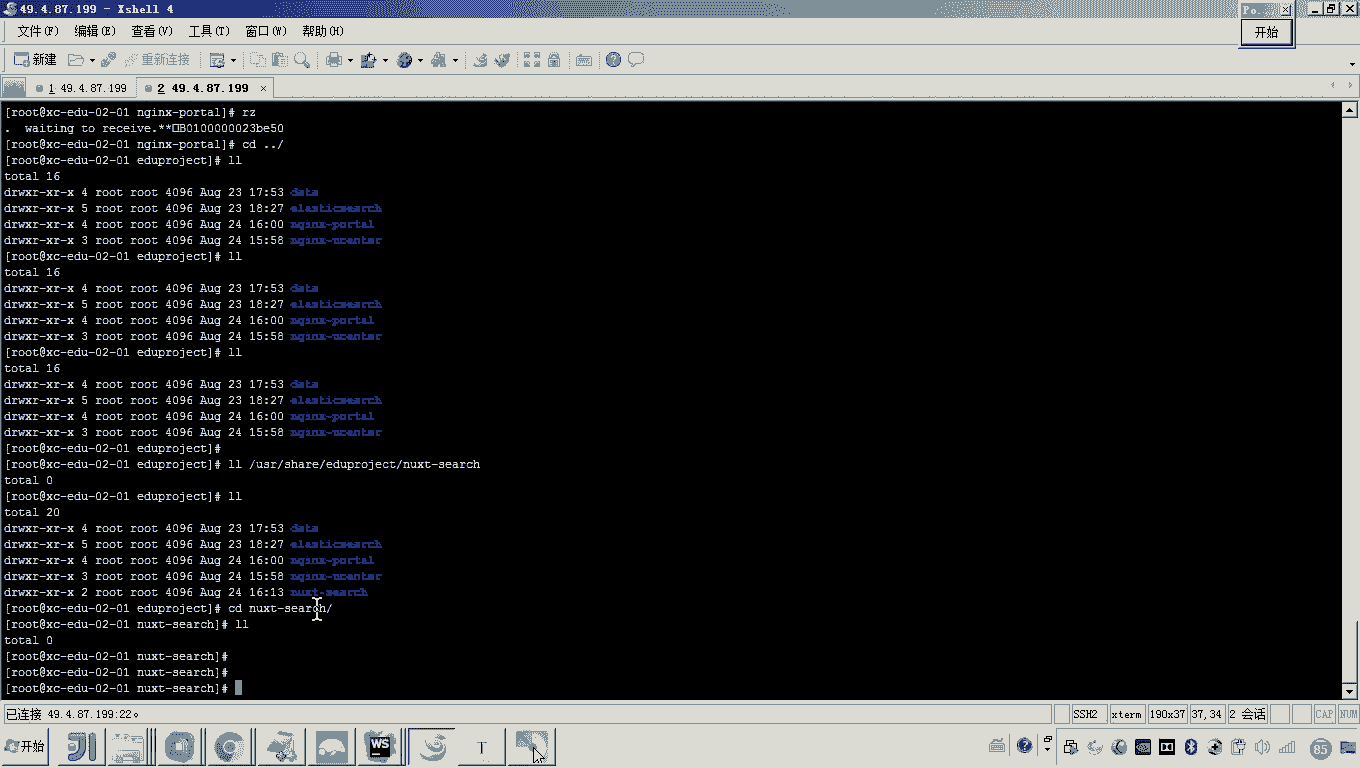 49.4.87.199 - Xshell 4
Po...
开始
文件(F) 编辑(E) 查看(V) 工具(T) 窗口(W) 帮助(H)
新建 重新连接
1 49.4.87.199 2 49.4.87.199
[root@xc-edu-02-01 nginx-portal]# rz
. waiting to receive.**B0100000023be50
[root@xc-edu-02-01 nginx-portal]# cd ../
[root@xc-edu-02-01 eduproject]# ll
total 16
drwxr-xr-x 4 root root 4096 Aug 23 17:53 data
drwxr-xr-x 5 root root 4096 Aug 23 18:27 elasticsearch
drwxr-xr-x 4 root root 4096 Aug 24 16:00 nginx-portal
drwxr-xr-x 3 root root 4096 Aug 24 15:58 nginx-ucenter
[root@xc-edu-02-01 eduproject]# ll
total 16
drwxr-xr-x 4 root root 4096 Aug 23 17:53 data
drwxr-xr-x 5 root root 4096 Aug 23 18:27 elasticsearch
drwxr-xr-x 4 root root 4096 Aug 24 16:00 nginx-portal
drwxr-xr-x 3 root root 4096 Aug 24 15:58 nginx-ucenter
[root@xc-edu-02-01 eduproject]# ll
total 16
drwxr-xr-x 4 root root 4096 Aug 23 17:53 data
drwxr-xr-x 5 root root 4096 Aug 23 18:27 elasticsearch
drwxr-xr-x 4 root root 4096 Aug 24 16:00 nginx-portal
drwxr-xr-x 3 root root 4096 Aug 24 15:58 nginx-ucenter
[root@xc-edu-02-01 eduproject]#
[root@xc-edu-02-01 eduproject]# ll /usr/share/eduproject/nuxt-search
total 0
[root@xc-edu-02-01 eduproject]# ll
total 20
drwxr-xr-x 4 root root 4096 Aug 23 17:53 data
drwxr-xr-x 5 root root 4096 Aug 23 18:27 elasticsearch
drwxr-xr-x 4 root root 4096 Aug 24 16:00 nginx-portal
drwxr-xr-x 3 root root 4096 Aug 24 15:58 nginx-ucenter
drwxr-xr-x 2 root root 4096 Aug 24 16:13 nuxt-search
[root@xc-edu-02-01 eduproject]# cd nuxt-search/
[root@xc-edu-02-01 nuxt-search]# ll
total 0
[root@xc-edu-02-01 nuxt-search]#
[root@xc-edu-02-01 nuxt-search]#
[root@xc-edu-02-01 nuxt-search]#
已连接 49.4.87.199:22。 SSH2 xterm 190x37 37,34 2 会话 CAP NUM
开始 WS T 85